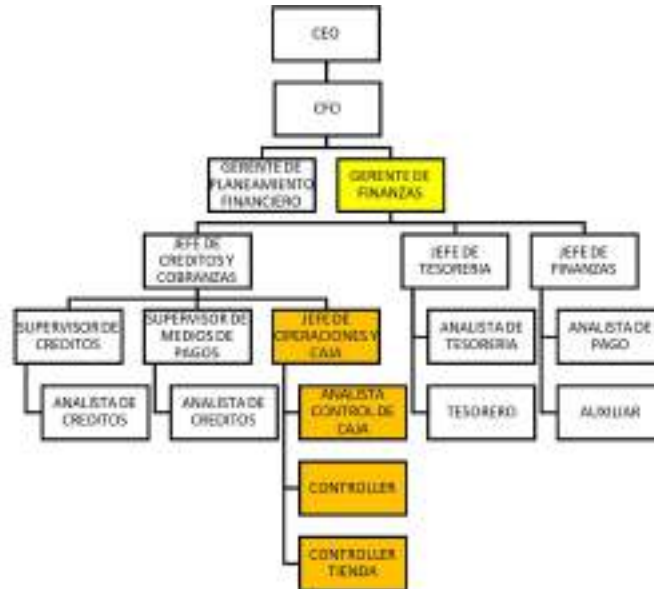 CEO
CFO
GERENTE DE
PLANEAMIENTO
FINANCIERO
GERENTE DE
FINANZAS
JEFE DE
CREDITOS Y
COBRANZAS
JEFE DE
TESORERIA
JEFE DE
FINANZAS
SUPERVISOR DE
CREDITOS
SUPERVISOR DE
MEDIOS DE
PAGOS
JEFE DE
OPERACIONES Y
CAJA
ANALISTA DE
TESORERIA
ANALISTA DE
PAGO
ANALISTA DE
CREDITOS
ANALISTA DE
CREDITOS
ANALISTA
CONTROL DE
CAJA
TESORERO
AUXILIAR
CONTROLLER
CONTROLLER
TIENDA